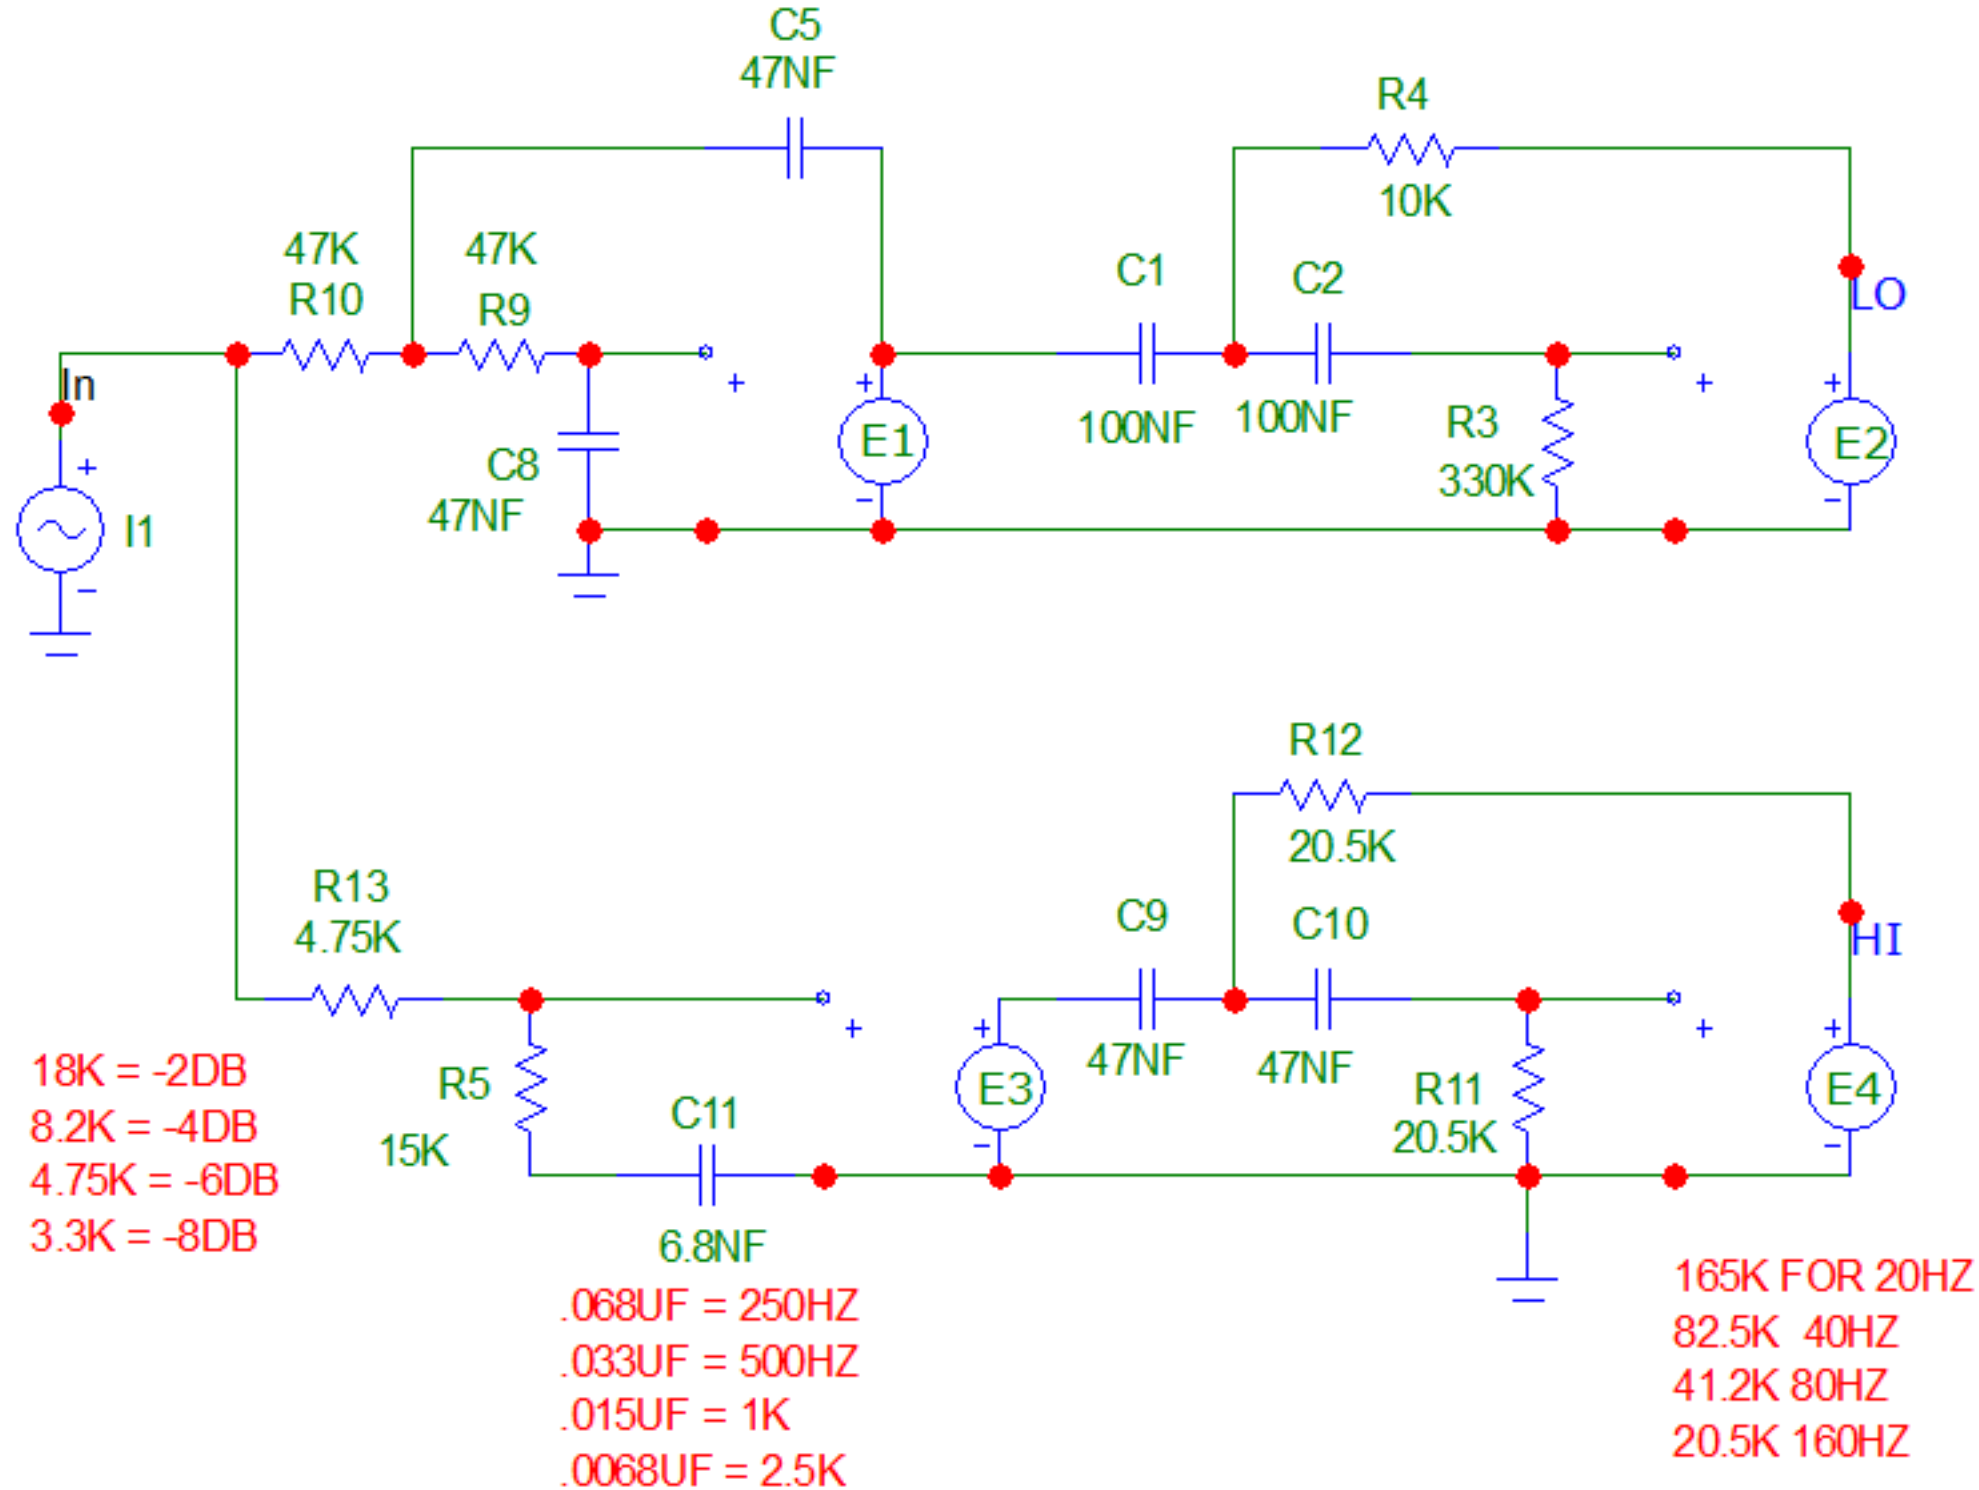 C5
47NF
R4
10K
47K
R10
47K
R9
C1
C2
LO
In
+
+
+
+
100NF
100NF
R3
330K
E1
E2
C8
47NF
+
I1
−
−
−
R12
20.5K
HI
R13
4.75K
C9
C10
+
+
+
+
47NF
47NF
R5
15K
C11
E3
R11
20.5K
E4
−
−
6.8NF
18K = -2DB
8.2K = -4DB
4.75K = -6DB
3.3K = -8DB
.068UF = 250HZ
.033UF = 500HZ
.015UF = 1K
.0068UF = 2.5K
165K FOR 20HZ
82.5K 40HZ
41.2K 80HZ
20.5K 160HZ